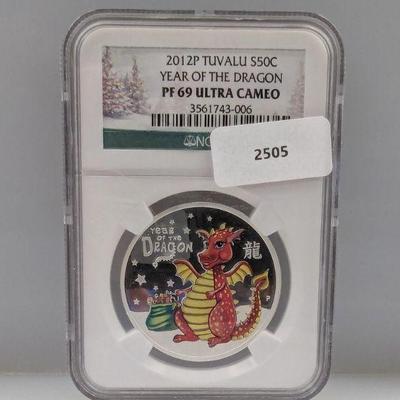 2012P TUVALU S50C
YEAR OF THE DRAGON
PF 69 ULTRA CAMEO
3561743-006
NG
2505
YEAR
OF THE
DRAGON
龍
P